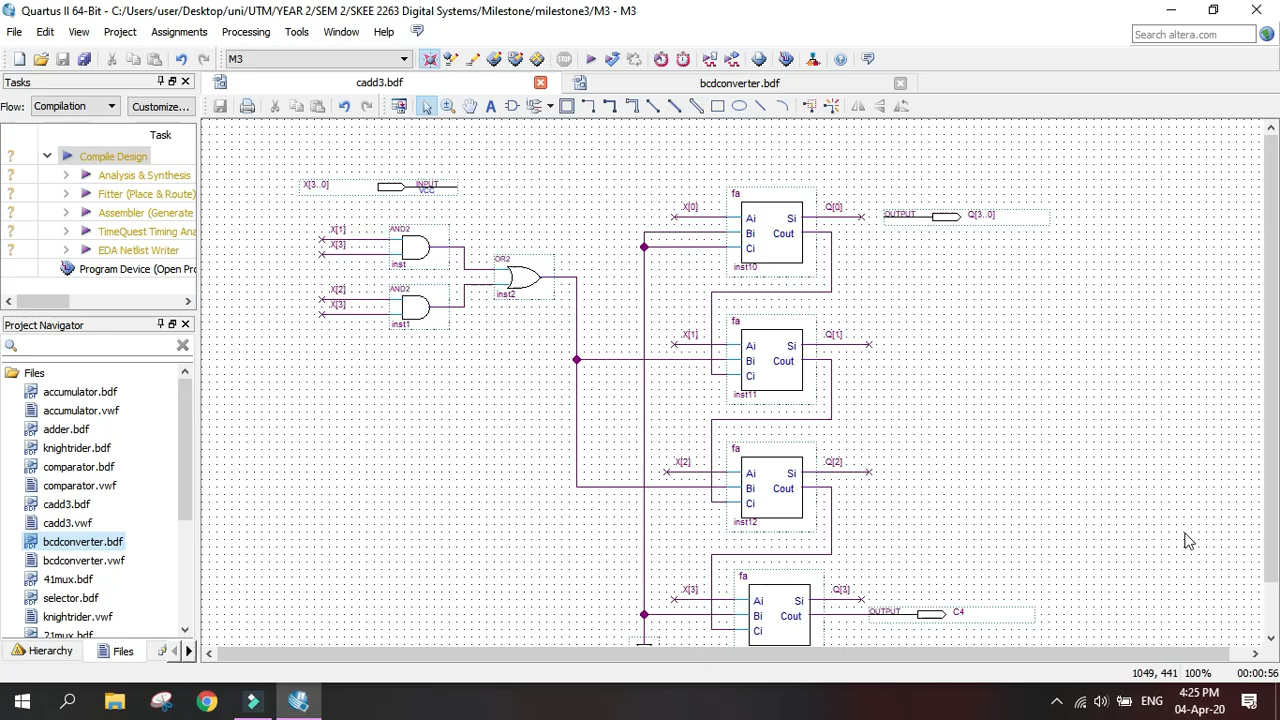 Quartus II 64-Bit - C:/Users/user/Desktop/uni/UTM/YEAR 2/SEM 2/SKEE 2263 Digital Systems/Milestone/milestone3/M3 - M3
File Edit View Project Assignments Processing Tools Window Help
Search altera.com
M3
Tasks
cadd3.bdf
bcdconverter.bdf
Flow: Compilation Customize...
Task
Compile Design
Analysis & Synthesis
Fitter (Place & Route)
Assembler (Generate
TimeQuest Timing Ana
EDA Netlist Writer
Program Device (Open Pro
Project Navigator
Files
accumulator.bdf
accumulator.vwf
adder.bdf
knightrider.bdf
comparator.bdf
comparator.vwf
cadd3.bdf
cadd3.vwf
bcdconverter.bdf
bcdconverter.vwf
41mux.bdf
selector.bdf
knightrider.vwf
21mux.bdf
Hierarchy Files
X[3..0] INPUT
VCC
X[1] AND2
X[3]
inst
X[2] AND2
X[3]
inst1
OR2
inst2
fa
X[0] Ai Si Q[0]
Bi Cout
Ci
inst10
OUTPUT Q[3..0]
fa
X[1] Ai Si Q[1]
Bi Cout
Ci
inst11
fa
X[2] Ai Si Q[2]
Bi Cout
Ci
inst12
fa
X[3] Ai Si Q[3]
Bi Cout
Ci
OUTPUT C4
1049, 441 100% 00:00:56
ENG
4:25 PM
04-Apr-20